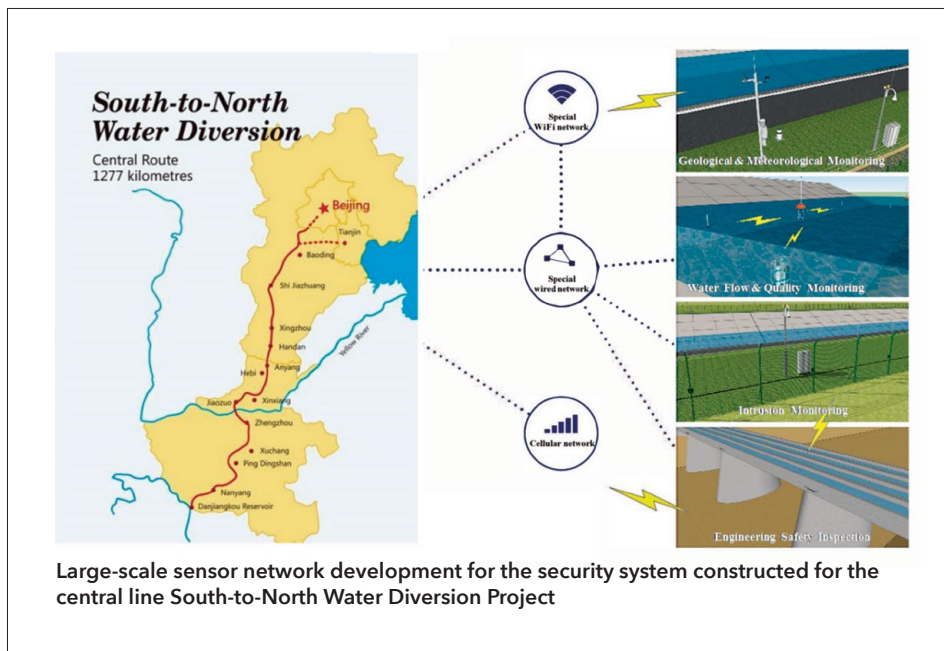 South-to-North
Water Diversion
Central Route
1277 kilometres
Beijing
Tianjin
Baoding
Shi Jiazhuang
Xingzhou
Handan
Yellow River
Anyang
Hebi
Jiaozuo
Xinxiang
Zhengzhou
Xuchang
Ping Dingshan
Nanyang
Danjiangkou Reservoir
Special
WiFi network
Special
wired network
Cellular network
Geological & Meteorological Monitoring
Water Flow & Quality Monitoring
Intrusion Monitoring
Engineering Safety Inspection
Large-scale sensor network development for the security system constructed for the
central line South-to-North Water Diversion Project